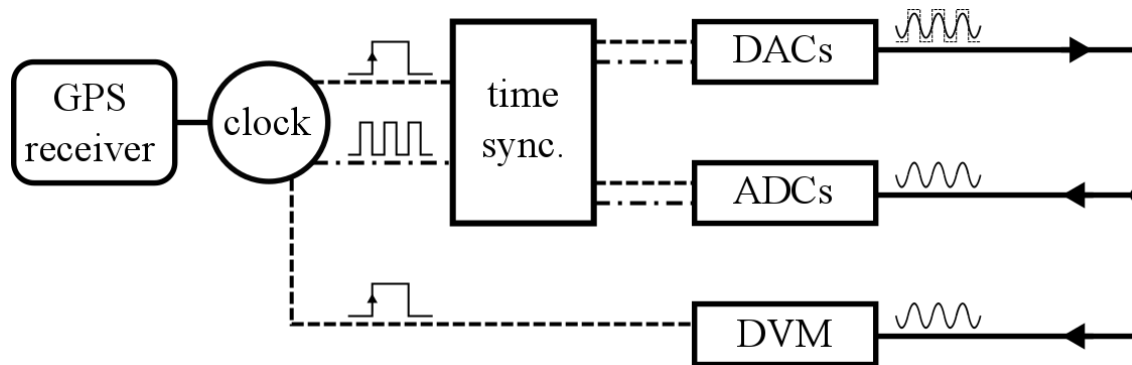 GPS
receiver
clock
time
sync.
DACs
ADCs
DVM